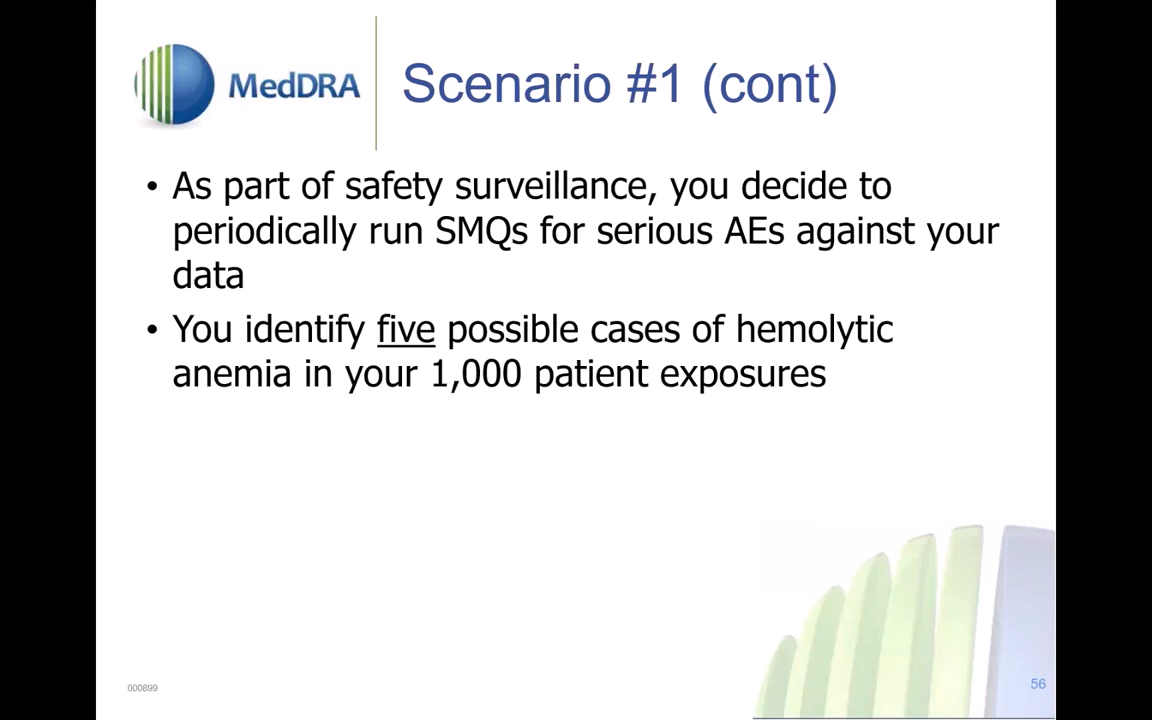 MedDRA
Scenario #1 (cont)
• As part of safety surveillance, you decide to
periodically run SMQs for serious AEs against your
data
• You identify five possible cases of hemolytic
anemia in your 1,000 patient exposures
000899
56